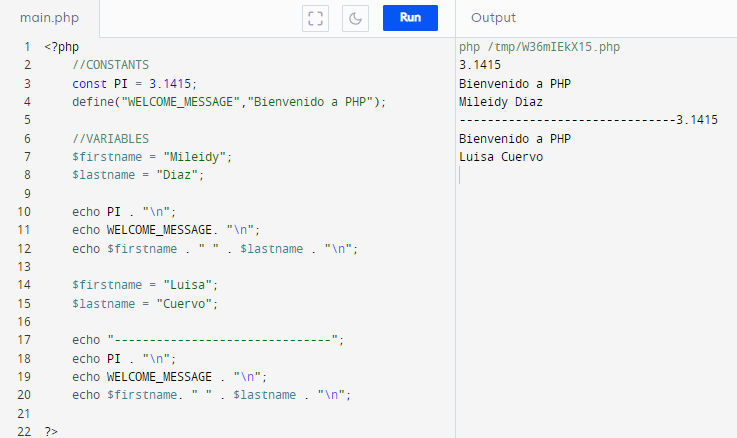 main.php
Run
Output
1 <?php
2 //CONSTANTS
3 const PI = 3.1415;
4 define("WELCOME_MESSAGE","Bienvenido a PHP");
5
6 //VARIABLES
7 $firstname = "Mileidy";
8 $lastname = "Diaz";
9
10 echo PI . "\n";
11 echo WELCOME_MESSAGE. "\n";
12 echo $firstname . " " . $lastname . "\n";
13
14 $firstname = "Luisa";
15 $lastname = "Cuervo";
16
17 echo "-------------------------------";
18 echo PI . "\n";
19 echo WELCOME_MESSAGE . "\n";
20 echo $firstname. " " . $lastname . "\n";
21
22 ?>
php /tmp/W36mIEkX15.php
3.1415
Bienvenido a PHP
Mileidy Diaz
-------------------------------3.1415
Bienvenido a PHP
Luisa Cuervo